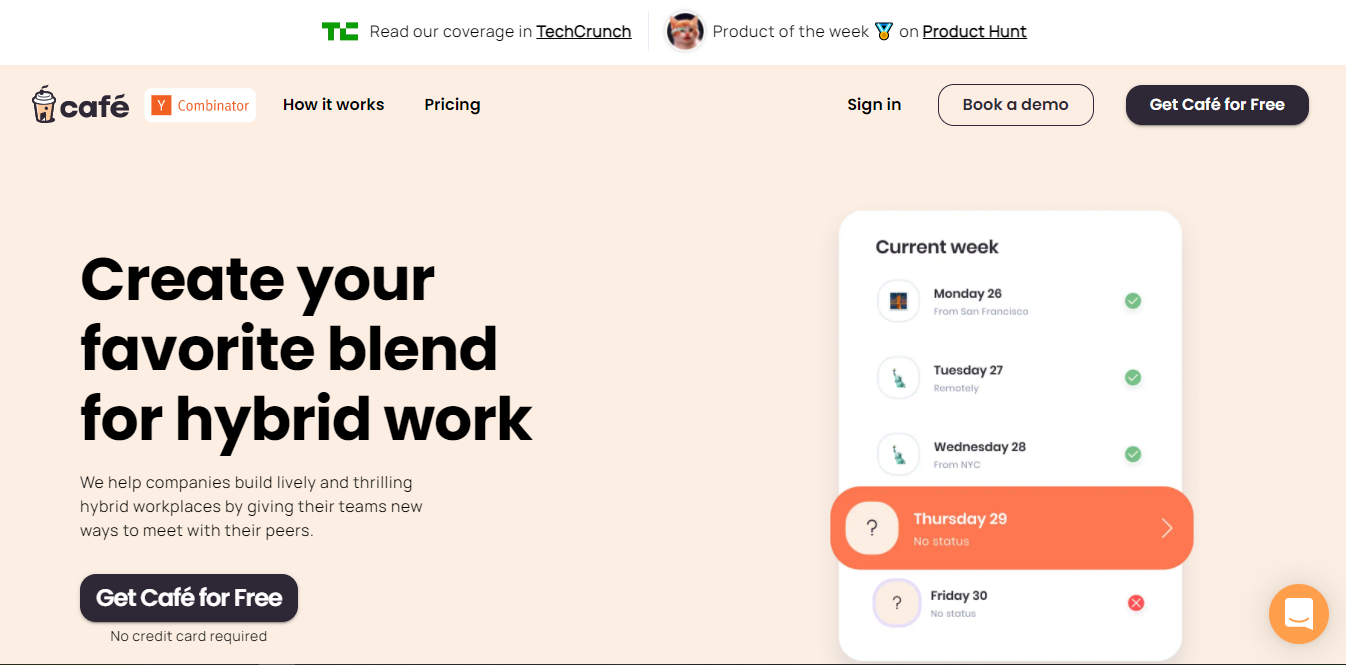 Read our coverage in TechCrunch
Product of the week 🏅 on Product Hunt
café
Y Combinator
How it works
Pricing
Sign in
Book a demo
Get Café for Free
Create your
favorite blend
for hybrid work
We help companies build lively and thrilling
hybrid workplaces by giving their teams new
ways to meet with their peers.
Get Café for Free
No credit card required
Current week
Monday 26
From San Francisco
Tuesday 27
Remotely
Wednesday 28
From NYC
?
Thursday 29
No status
?
Friday 30
No status